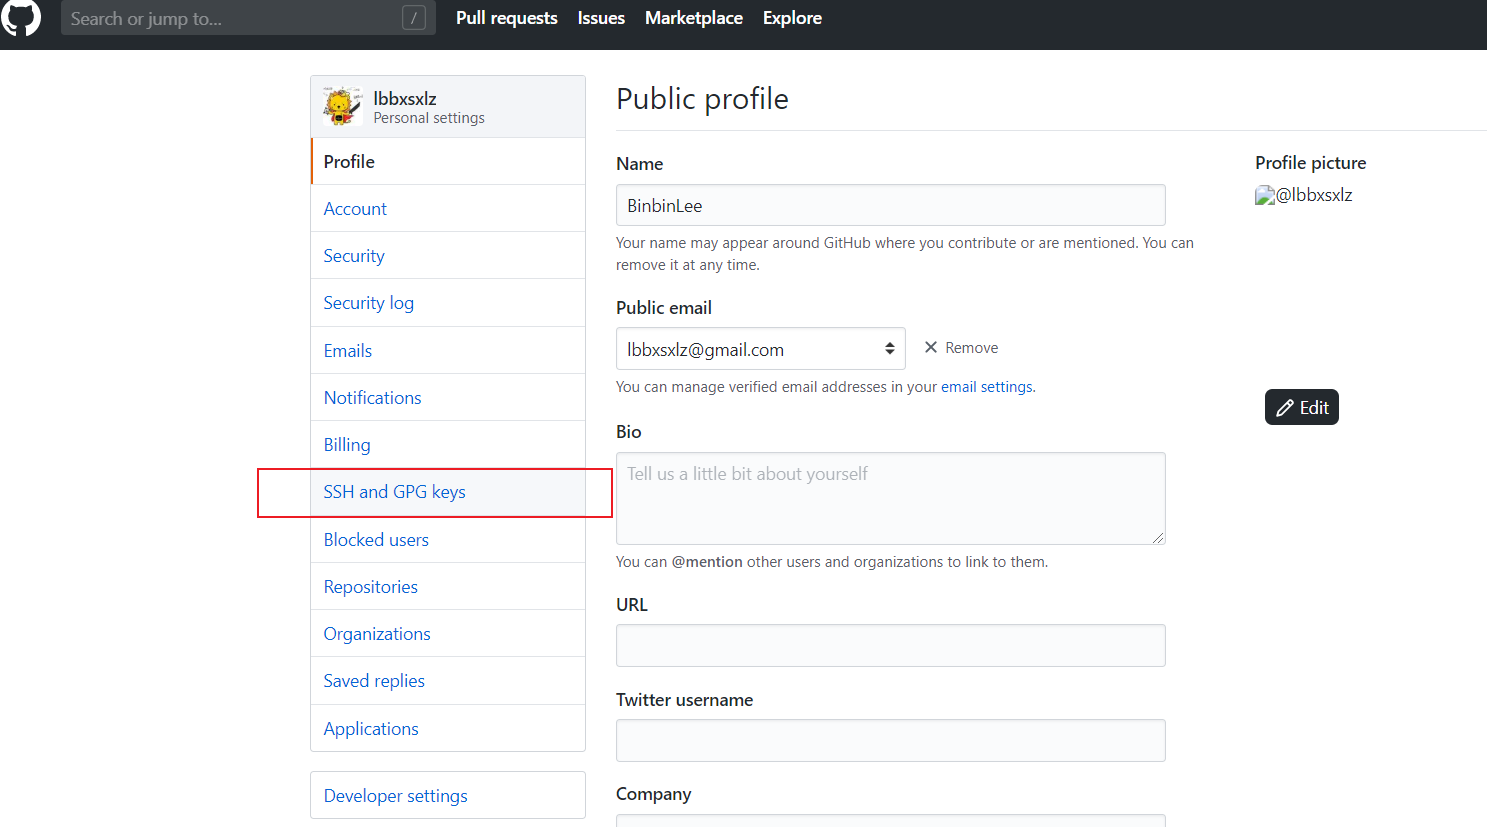 Search or jump to... /
Pull requests Issues Marketplace Explore
lbbxsxlz
Personal settings
Profile
Account
Security
Security log
Emails
Notifications
Billing
SSH and GPG keys
Blocked users
Repositories
Organizations
Saved replies
Applications
Developer settings
Public profile
Name
BinbinLee
Your name may appear around GitHub where you contribute or are mentioned. You can
remove it at any time.
Public email
lbbxsxlz@gmail.com
Remove
You can manage verified email addresses in your email settings.
Bio
Tell us a little bit about yourself
You can @mention other users and organizations to link to them.
URL
Twitter username
Company
Profile picture
@lbbxsxlz
Edit